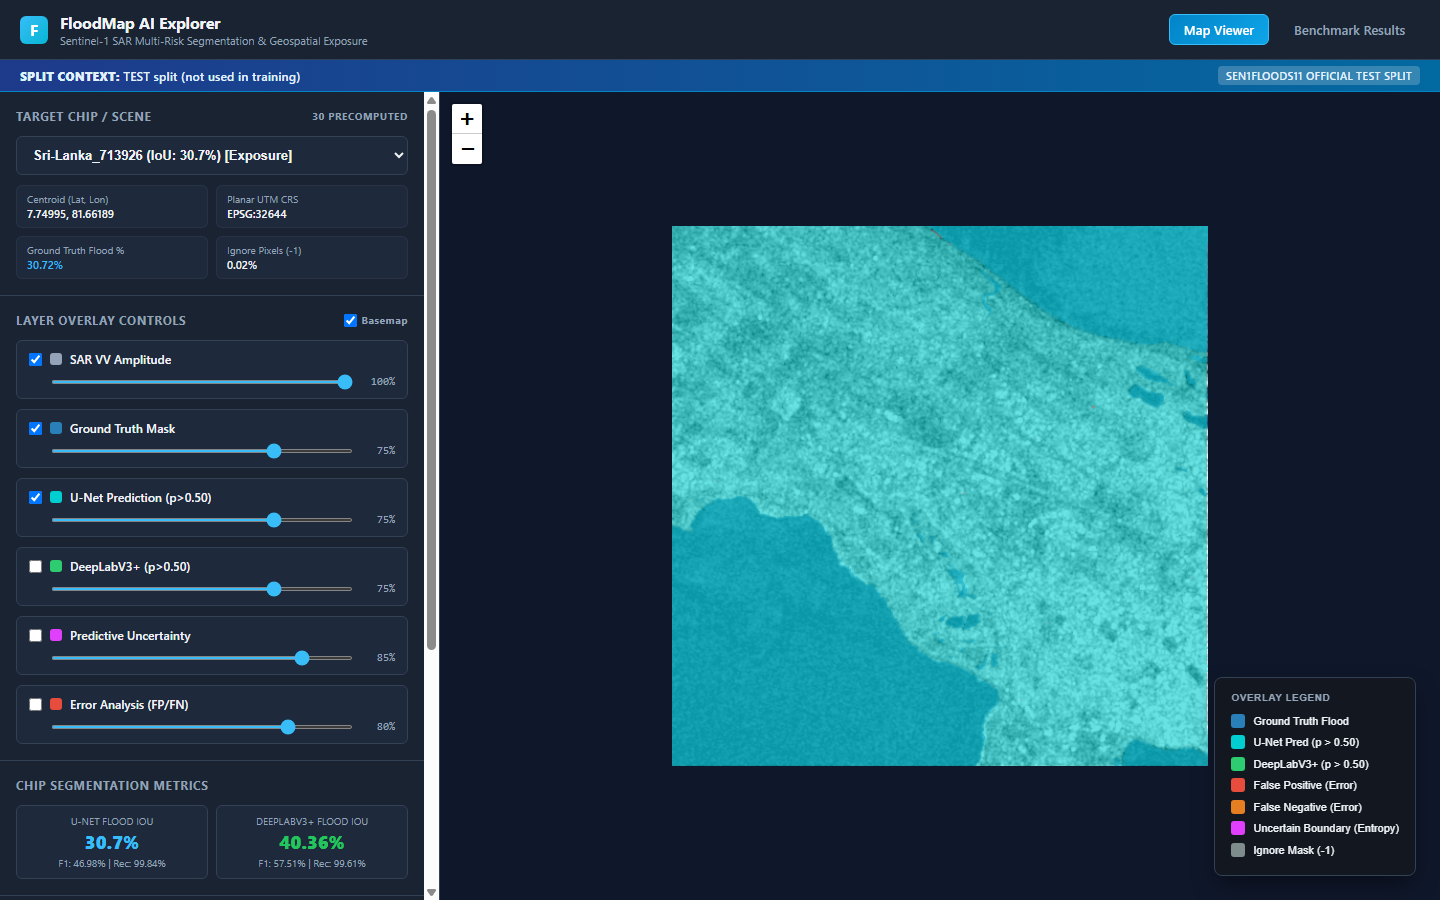 F
FloodMap AI Explorer
Sentinel-1 SAR Multi-Risk Segmentation & Geospatial Exposure
Map Viewer
Benchmark Results
SPLIT CONTEXT: TEST split (not used in training)
SEN1FLOODS11 OFFICIAL TEST SPLIT
TARGET CHIP / SCENE
30 PRECOMPUTED
Sri-Lanka_713926 (IoU: 30.7%) [Exposure]
Centroid (Lat, Lon)
7.74995, 81.66189
Planar UTM CRS
EPSG:32644
Ground Truth Flood %
30.72%
Ignore Pixels (-1)
0.02%
LAYER OVERLAY CONTROLS
Basemap
SAR VV Amplitude
100%
Ground Truth Mask
75%
U-Net Prediction (p>0.50)
75%
DeepLabV3+ (p>0.50)
75%
Predictive Uncertainty
85%
Error Analysis (FP/FN)
80%
CHIP SEGMENTATION METRICS
U-NET FLOOD IOU
30.7%
F1: 46.98% | Rec: 99.84%
DEEPLABV3+ FLOOD IOU
40.36%
F1: 57.51% | Rec: 99.61%
+
−
OVERLAY LEGEND
Ground Truth Flood
U-Net Pred (p > 0.50)
DeepLabV3+ (p > 0.50)
False Positive (Error)
False Negative (Error)
Uncertain Boundary (Entropy)
Ignore Mask (-1)